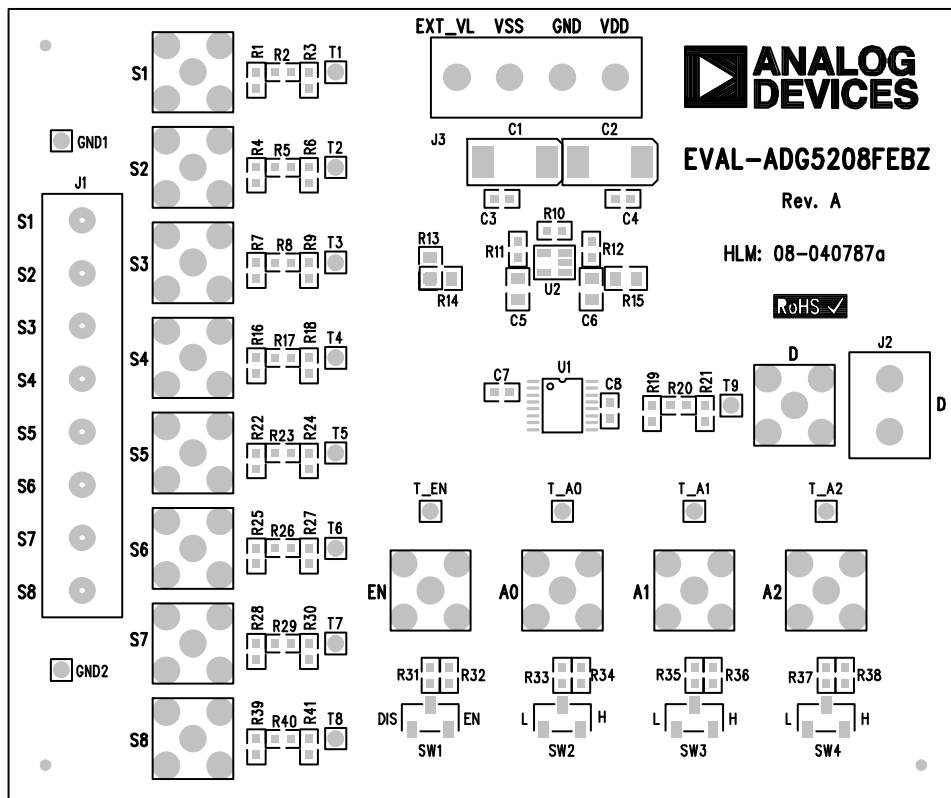 EXT_VL VSS GND VDD
J3
ANALOG
DEVICES
EVAL-ADG5208FEBZ
Rev. A
HLM: 08-040787a
RoHS
S1 R1 R2 R3 T1
GND1
S2 R4 R5 R6 T2
J1
S1
S2
S3
S4
S5
S6
S7
S8
S3 R7 R8 R9 T3
S4 R16 R17 R18 T4
S5 R22 R23 R24 T5
S6 R25 R26 R27 T6
S7 R28 R29 R30 T7
GND2
S8 R39 R40 R41 T8
C1 C2
C3 C4
R10
R13 R11 R12
R14 U2 R15
C5 C6
C7 U1 C8
R19 R20 R21 T9
D J2
D
T_EN T_A0 T_A1 T_A2
EN A0 A1 A2
R31 R32 R33 R34 R35 R36 R37 R38
DIS EN L H L H L H
SW1 SW2 SW3 SW4